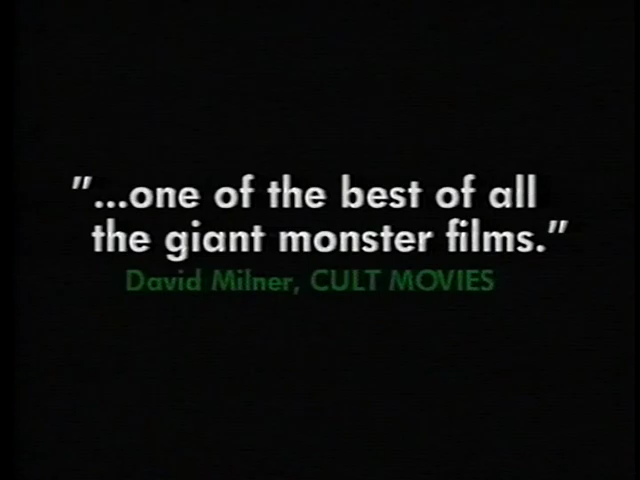 "...one of the best of all
the giant monster films."
David Milner, CULT MOVIES